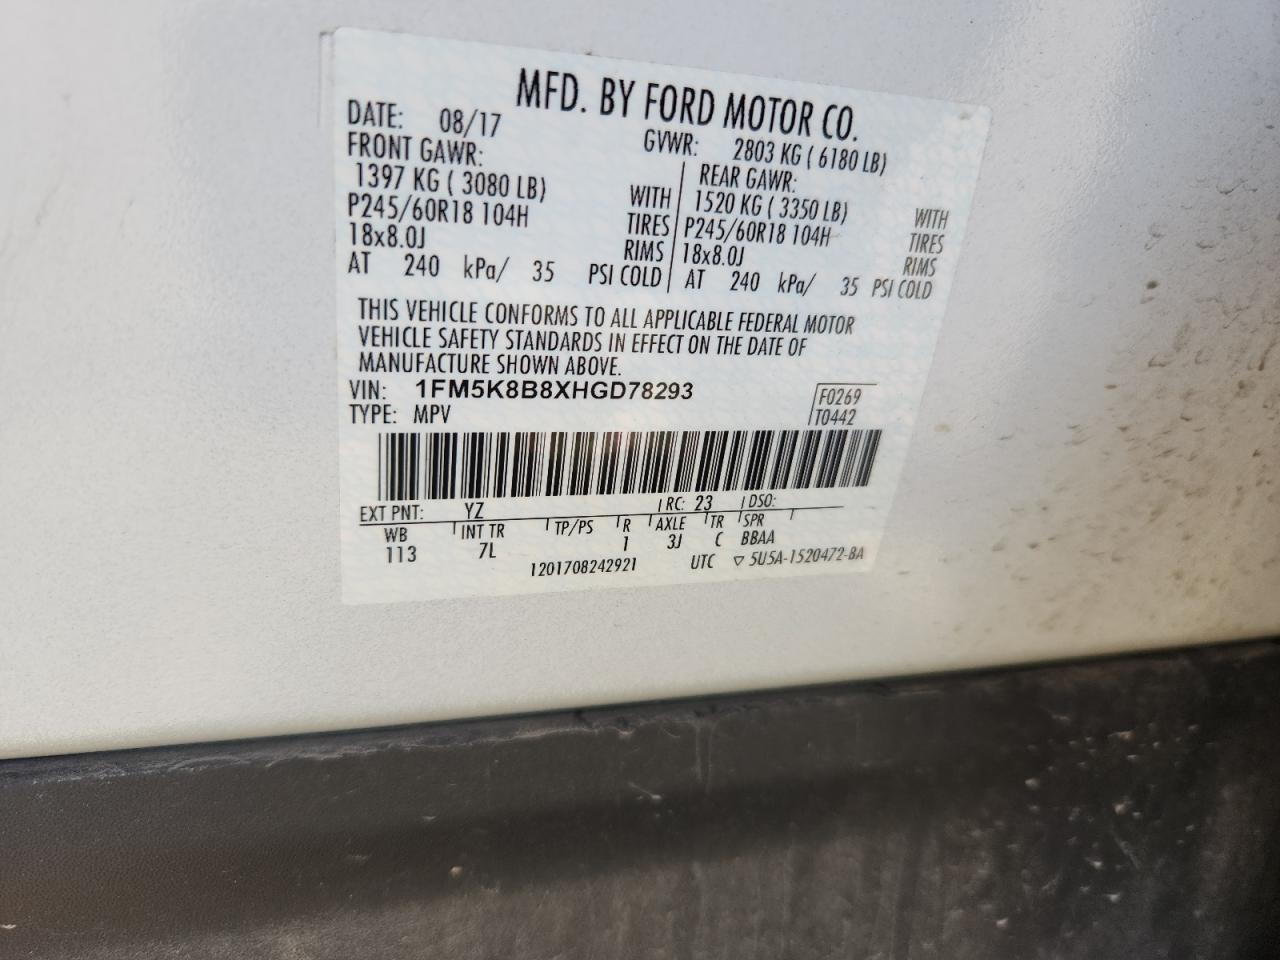 MFD. BY FORD MOTOR CO.
DATE: 08/17 GVWR: 2803 KG ( 6180 LB)
FRONT GAWR: REAR GAWR:
1397 KG ( 3080 LB) WITH 1520 KG ( 3350 LB) WITH
P245/60R18 104H TIRES P245/60R18 104H TIRES
18x8.0J RIMS 18x8.0J RIMS
AT 240 kPa/ 35 PSI COLD AT 240 kPa/ 35 PSI COLD
THIS VEHICLE CONFORMS TO ALL APPLICABLE FEDERAL MOTOR
VEHICLE SAFETY STANDARDS IN EFFECT ON THE DATE OF
MANUFACTURE SHOWN ABOVE.
VIN: 1FM5K8B8XHGD78293 F0269
TYPE: MPV T0442
EXT PNT: YZ RC: 23 DSO:
WB INT TR TP/PS R AXLE TR SPR
113 7L 1 3J C BBAA
1201708242921 UTC ▽ 5U5A-1520472-BA